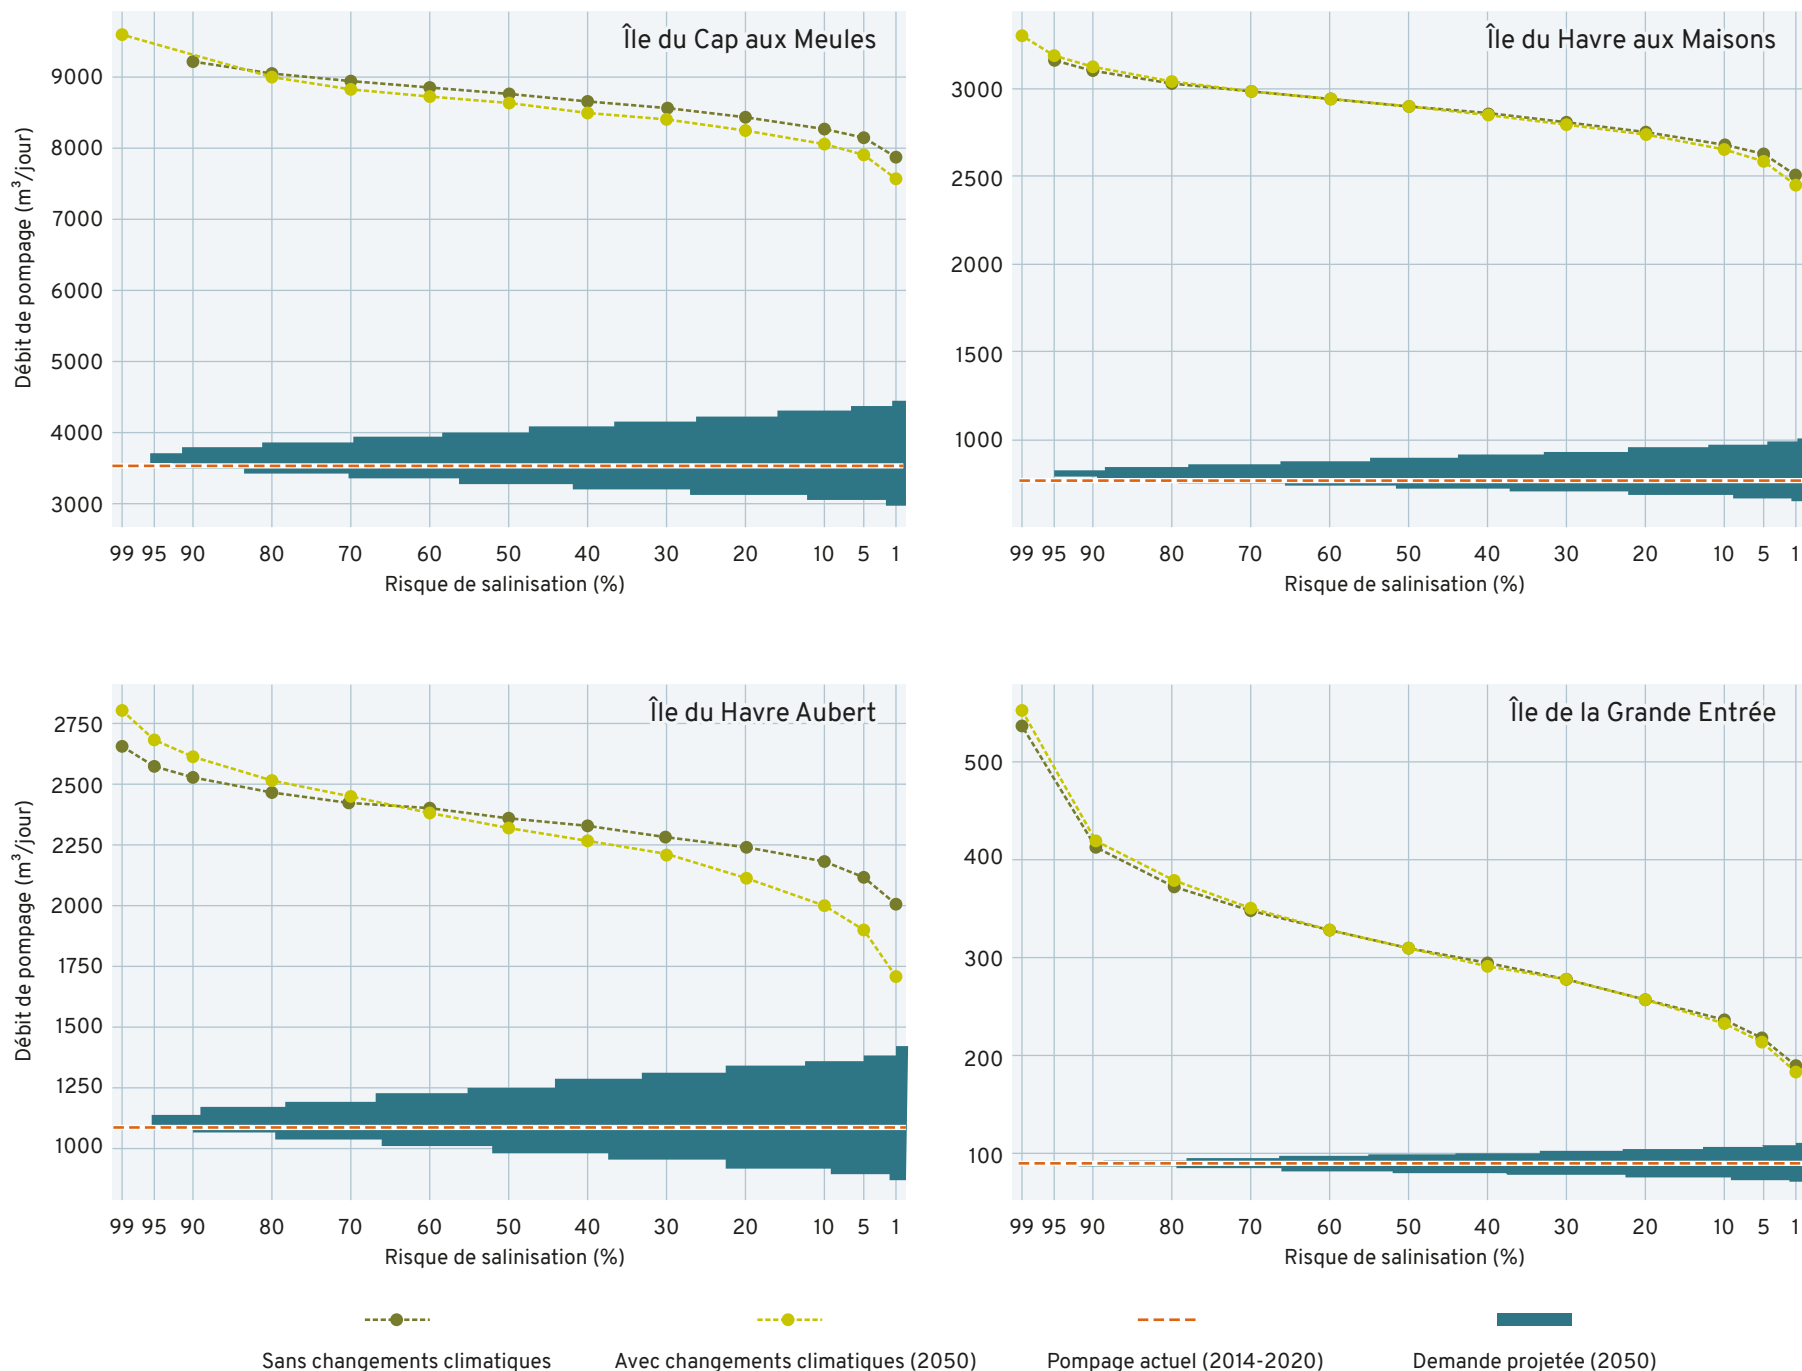 Île du Cap aux Meules
Débit de pompage (m³/jour)
9000
8000
7000
6000
5000
4000
3000
99 95 90 80 70 60 50 40 30 20 10 5 1
Risque de salinisation (%)
Île du Havre aux Maisons
3000
2500
2000
1500
1000
99 95 90 80 70 60 50 40 30 20 10 5 1
Risque de salinisation (%)
Île du Havre Aubert
Débit de pompage (m³/jour)
2750
2500
2250
2000
1750
1500
1250
1000
99 95 90 80 70 60 50 40 30 20 10 5 1
Risque de salinisation (%)
Île de la Grande Entrée
500
400
300
200
100
99 95 90 80 70 60 50 40 30 20 10 5 1
Risque de salinisation (%)
Sans changements climatiques
Avec changements climatiques (2050)
Pompage actuel (2014-2020)
Demande projetée (2050)